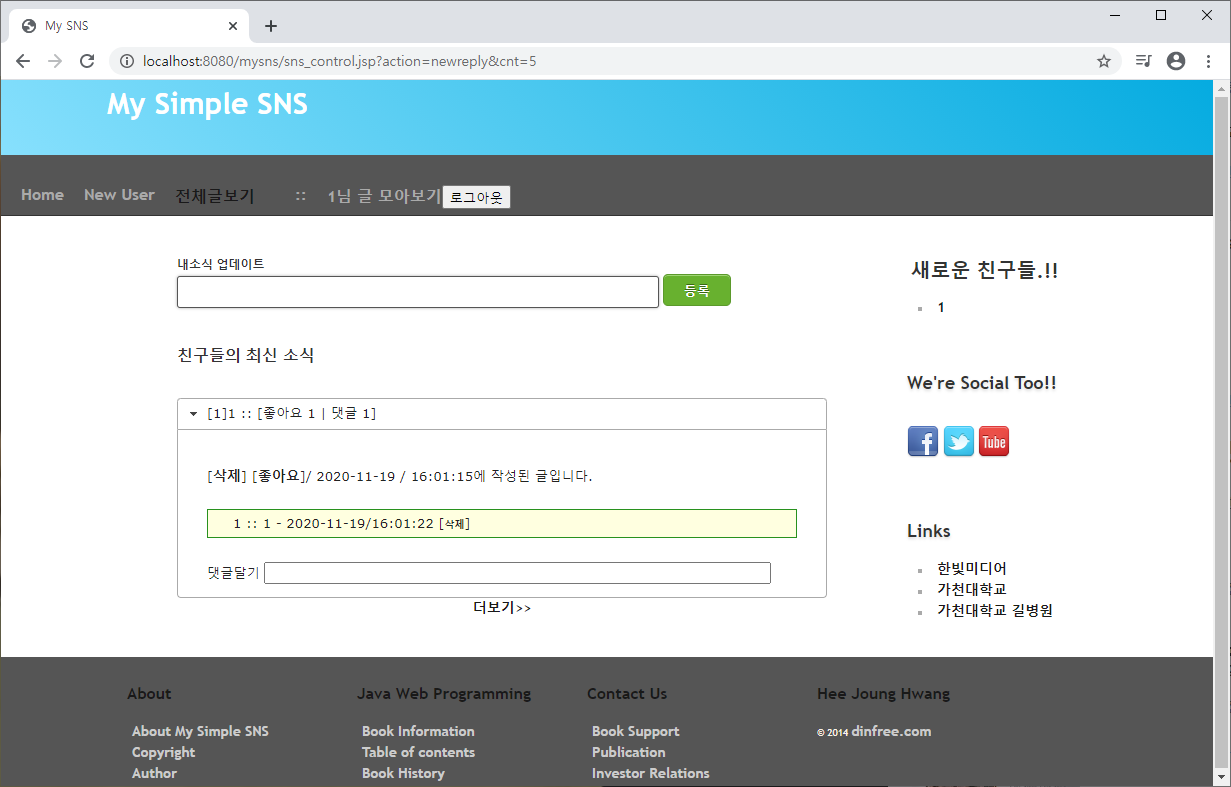 My SNS
localhost:8080/mysns/sns_control.jsp?action=newreply&cnt=5
My Simple SNS
Home New User 전체글보기 :: 1님 글 모아보기 로그아웃
내소식 업데이트
등록
친구들의 최신 소식
[1]1 :: [좋아요 1 | 댓글 1]
[삭제] [좋아요]/ 2020-11-19 / 16:01:15에 작성된 글입니다.
1 :: 1 - 2020-11-19/16:01:22 [삭제]
댓글달기
더보기>>
새로운 친구들.!!
1
We're Social Too!!
f
Tube
Links
한빛미디어
가천대학교
가천대학교 길병원
About
About My Simple SNS
Copyright
Author
Java Web Programming
Book Information
Table of contents
Book History
Contact Us
Book Support
Publication
Investor Relations
Hee Joung Hwang
© 2014 dinfree.com